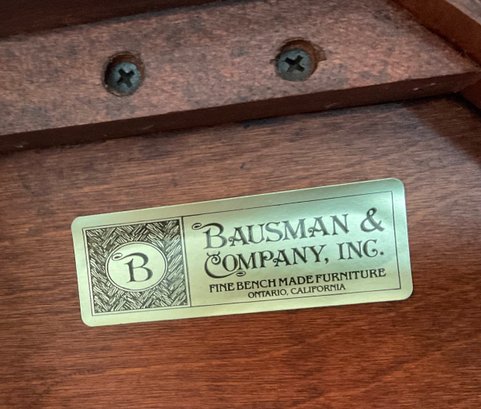 B
BAUSMAN &
COMPANY, INC.
FINE BENCH MADE FURNITURE
ONTARIO, CALIFORNIA